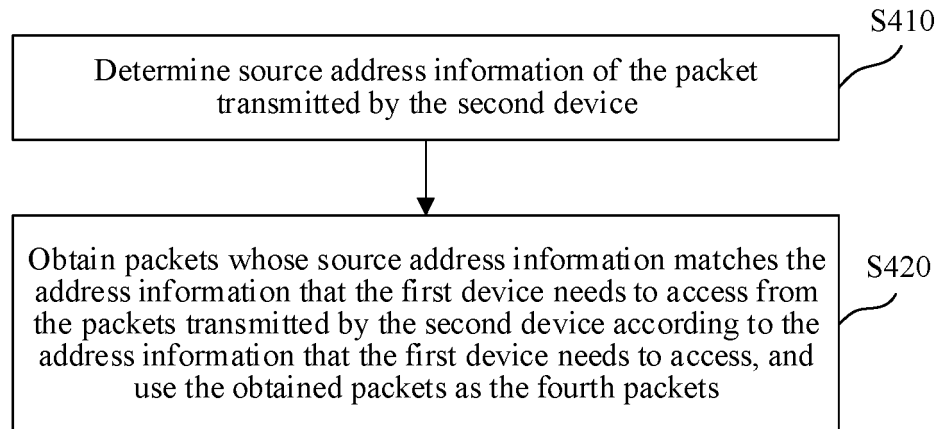 S410
Determine source address information of the packet
transmitted by the second device
Obtain packets whose source address information matches the
address information that the first device needs to access from
the packets transmitted by the second device according to the
address information that the first device needs to access, and
use the obtained packets as the fourth packets
S420